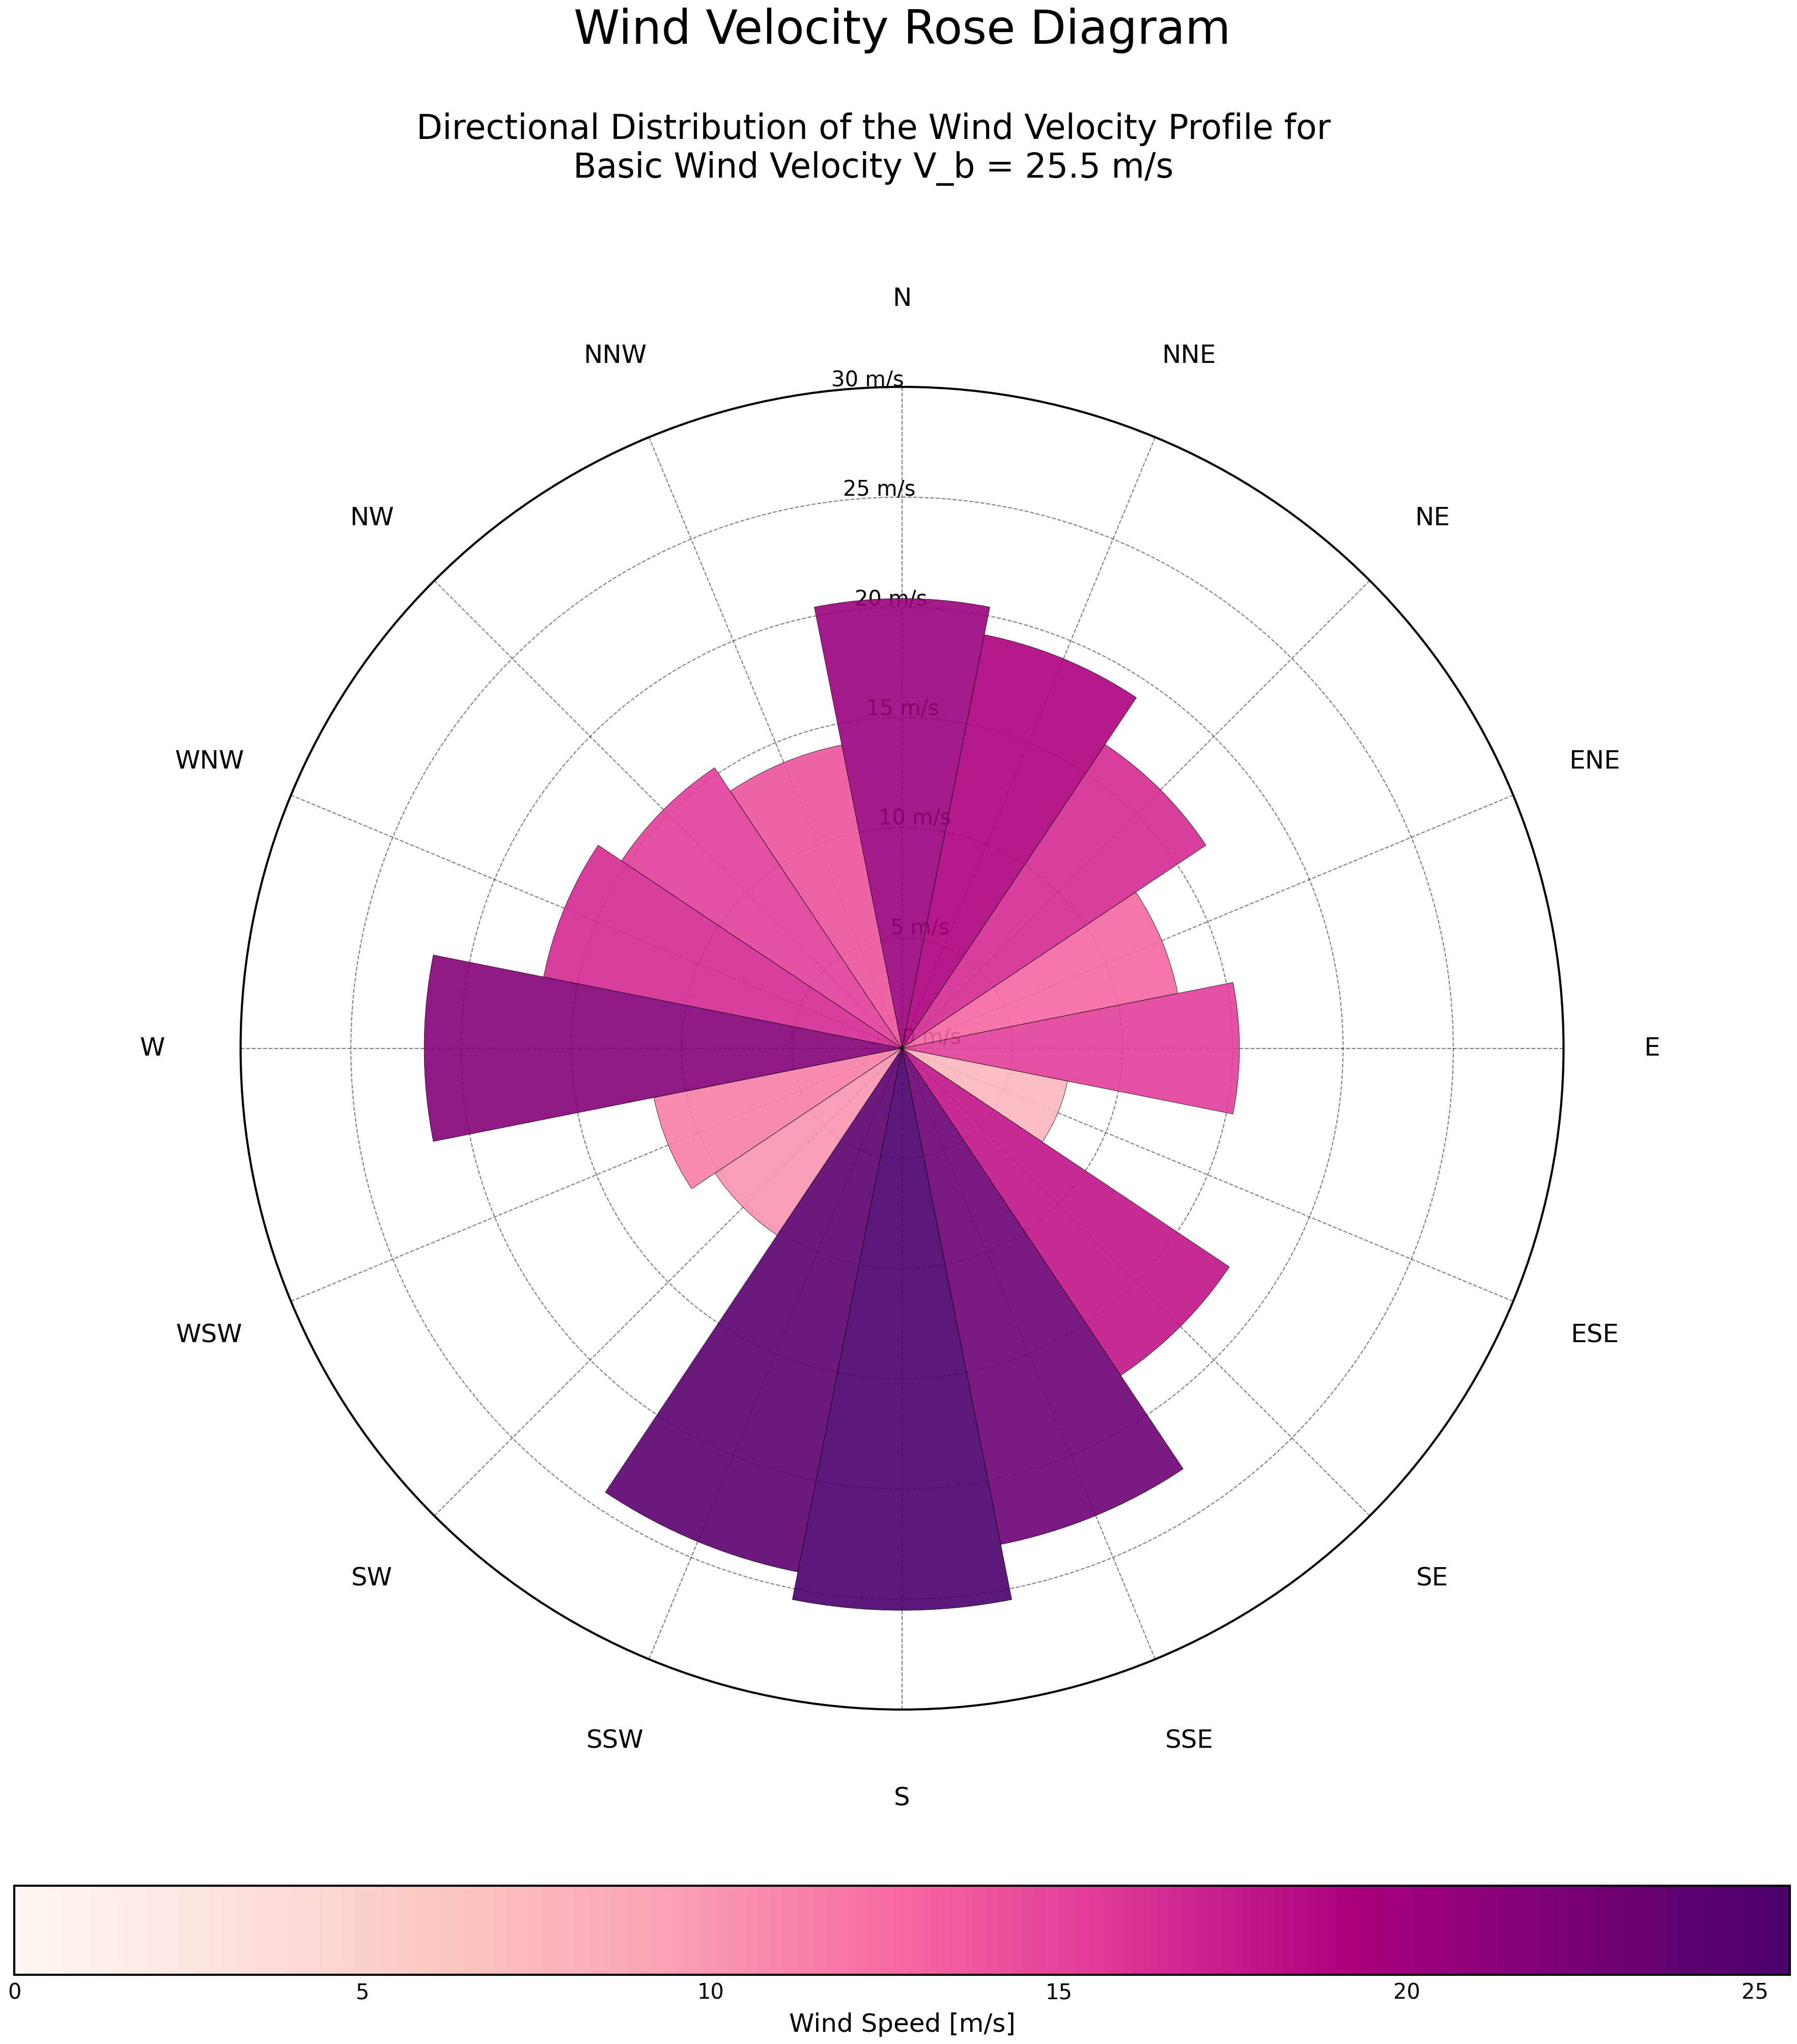 Wind Velocity Rose Diagram
Directional Distribution of the Wind Velocity Profile for
Basic Wind Velocity V_b = 25.5 m/s
N
NNW
NNE
30 m/s
25 m/s
NW
NE
20 m/s
15 m/s
WNW
ENE
10 m/s
5 m/s
0 m/s
W
E
WSW
ESE
SW
SE
SSW
SSE
S
0 5 10 15 20 25
Wind Speed [m/s]